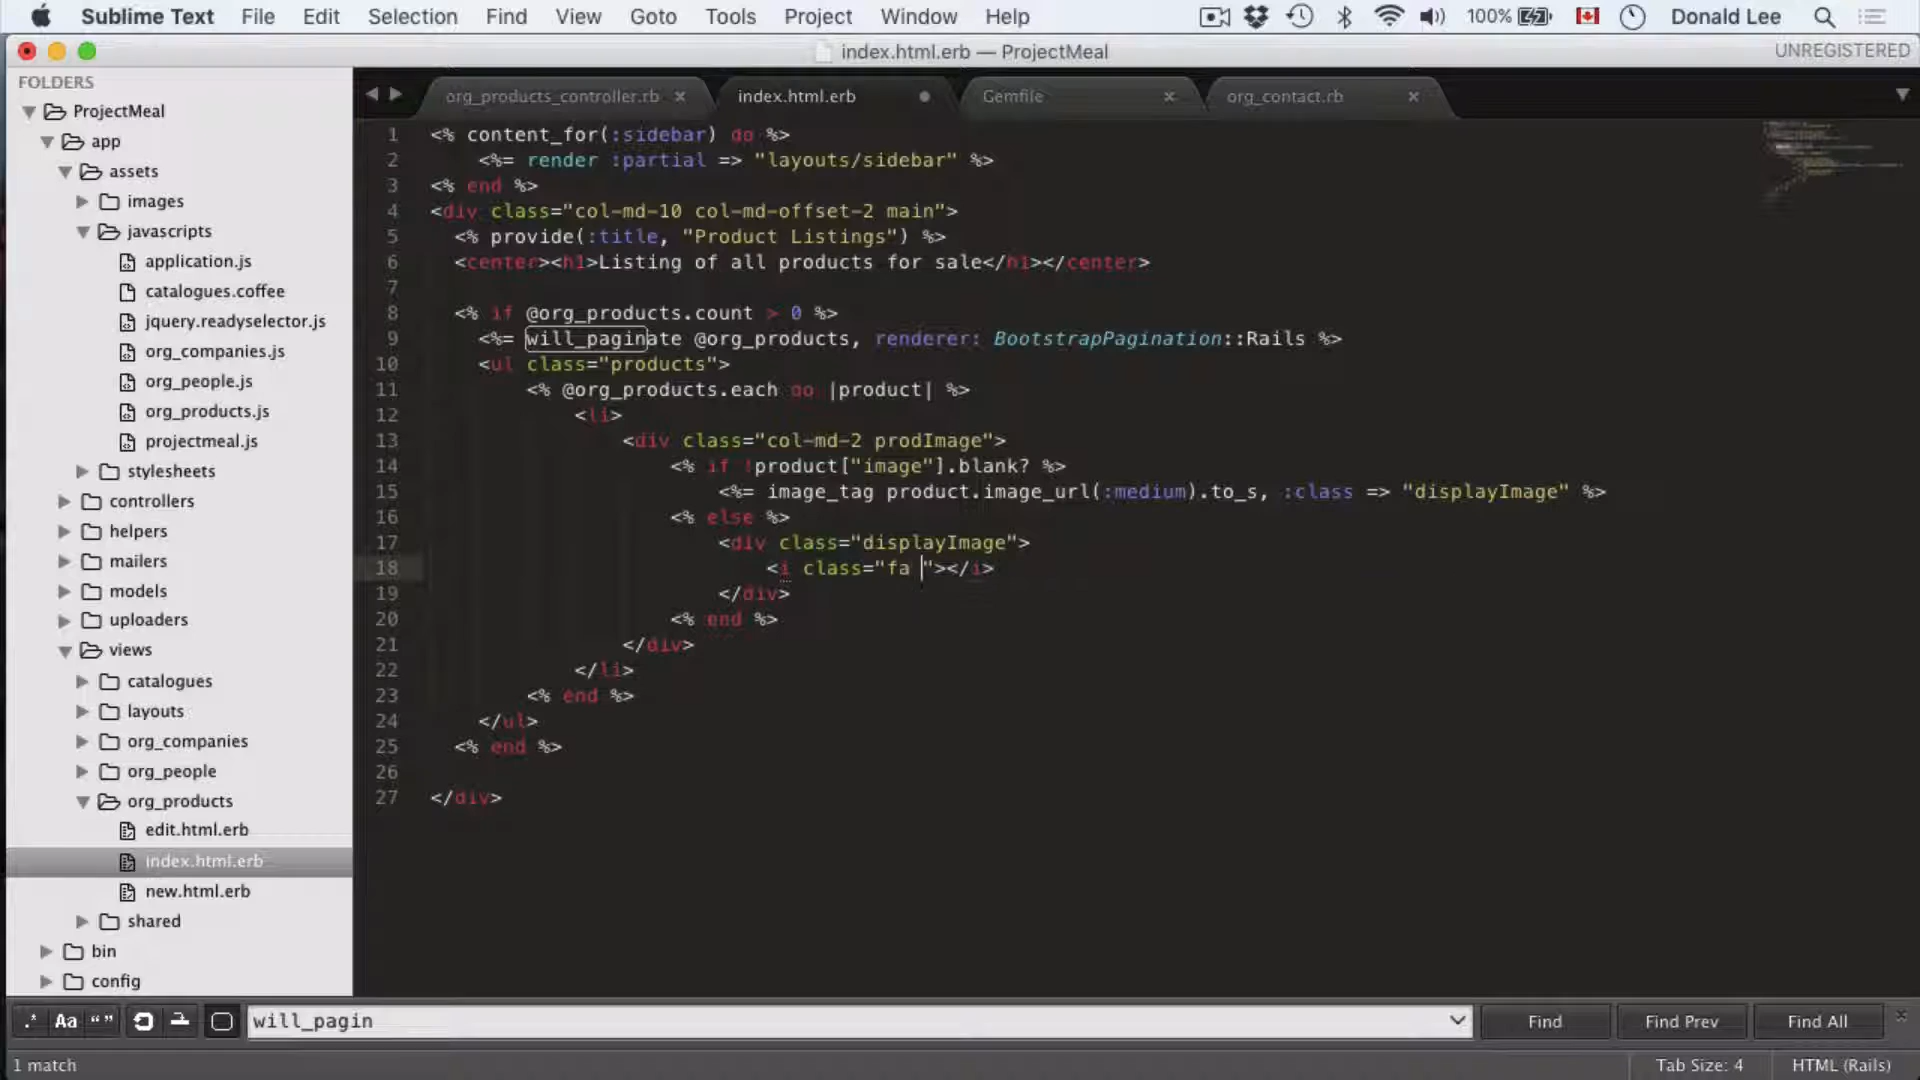 Sublime Text File Edit Selection Find View Goto Tools Project Window Help 100% Donald Lee
index.html.erb — ProjectMeal UNREGISTERED
FOLDERS
ProjectMeal
app
assets
images
javascripts
application.js
catalogues.coffee
jquery.readyselector.js
org_companies.js
org_people.js
org_products.js
projectmeal.js
stylesheets
controllers
helpers
mailers
models
uploaders
views
catalogues
layouts
org_companies
org_people
org_products
edit.html.erb
index.html.erb
new.html.erb
shared
bin
config
org_products_controller.rb × index.html.erb Gemfile × org_contact.rb ×
1 <% content_for(:sidebar) do %>
2 <%= render :partial => "layouts/sidebar" %>
3 <% end %>
4 <div class="col-md-10 col-md-offset-2 main">
5 <% provide(:title, "Product Listings") %>
6 <center><h1>Listing of all products for sale</h1></center>
7
8 <% if @org_products.count > 0 %>
9 <%= will_paginate @org_products, renderer: BootstrapPagination::Rails %>
10 <ul class="products">
11 <% @org_products.each do |product| %>
12 <li>
13 <div class="col-md-2 prodImage">
14 <% if !product["image"].blank? %>
15 <%= image_tag product.image_url(:medium).to_s, :class => "displayImage" %>
16 <% else %>
17 <div class="displayImage">
18 <i class="fa "></i>
19 </div>
20 <% end %>
21 </div>
22 </li>
23 <% end %>
24 </ul>
25 <% end %>
26
27 </div>
.* Aa “ ” will_pagin Find Find Prev Find All ×
1 match Tab Size: 4 HTML (Rails)